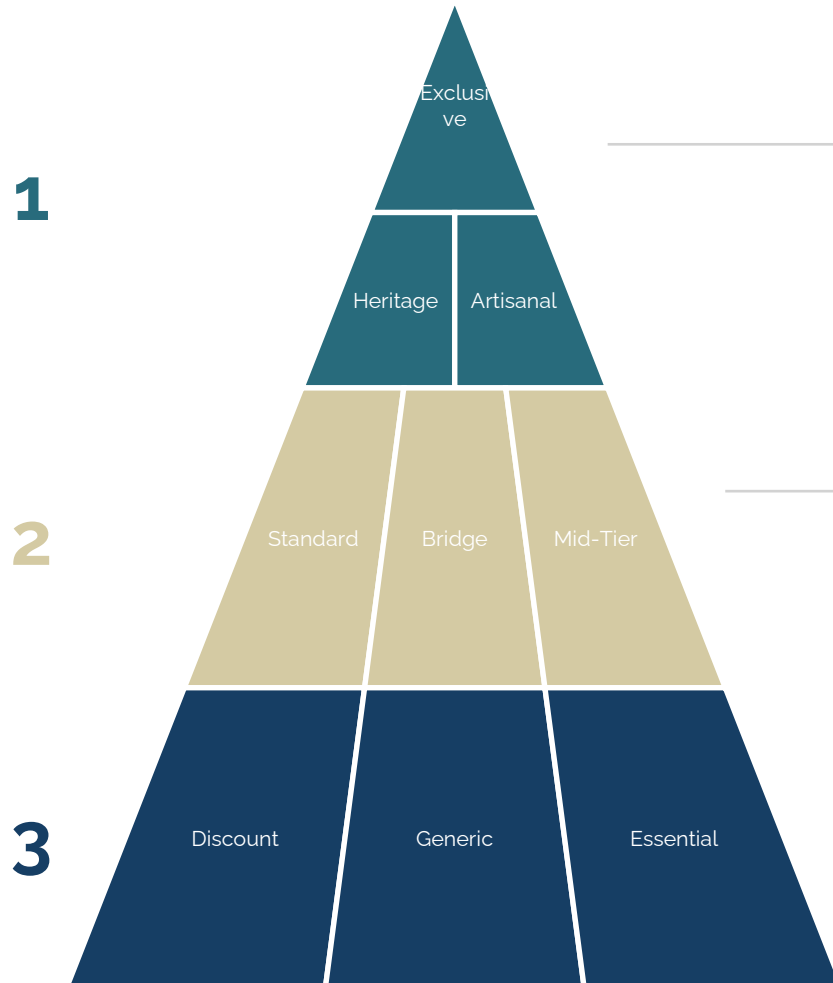 Exclusi
ve
1
Heritage Artisanal
2
Standard Bridge Mid-Tier
3
Discount Generic Essential